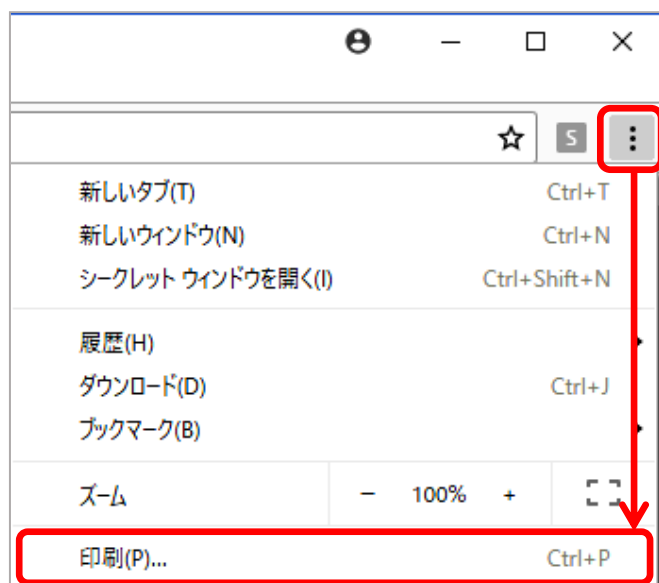 S
新しいタブ(T) Ctrl+T
新しいウィンドウ(N) Ctrl+N
シークレット ウィンドウを開く(I) Ctrl+Shift+N
履歴(H)
ダウンロード(D) Ctrl+J
ブックマーク(B)
ズーム − 100% +
印刷(P)... Ctrl+P